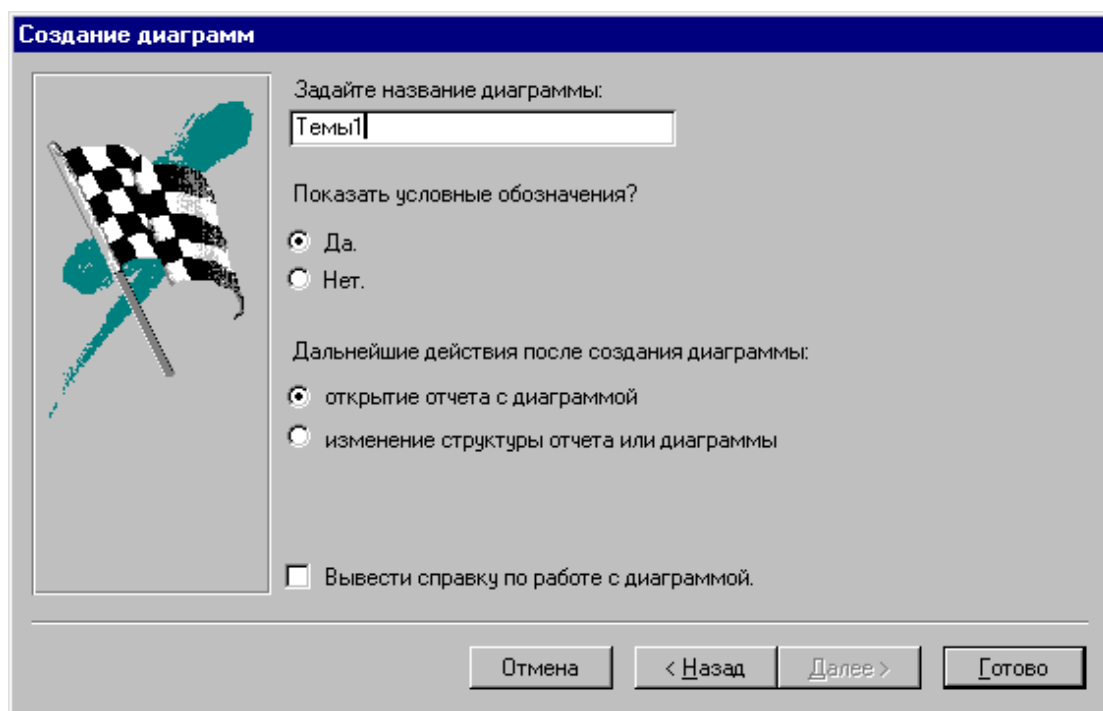 Создание диаграмм
Задайте название диаграммы:
Темы1
Показать условные обозначения?
Да.
Нет.
Дальнейшие действия после создания диаграммы:
открытие отчета с диаграммой
изменение структуры отчета или диаграммы
Вывести справку по работе с диаграммой.
Отмена < Назад Далее > Готово